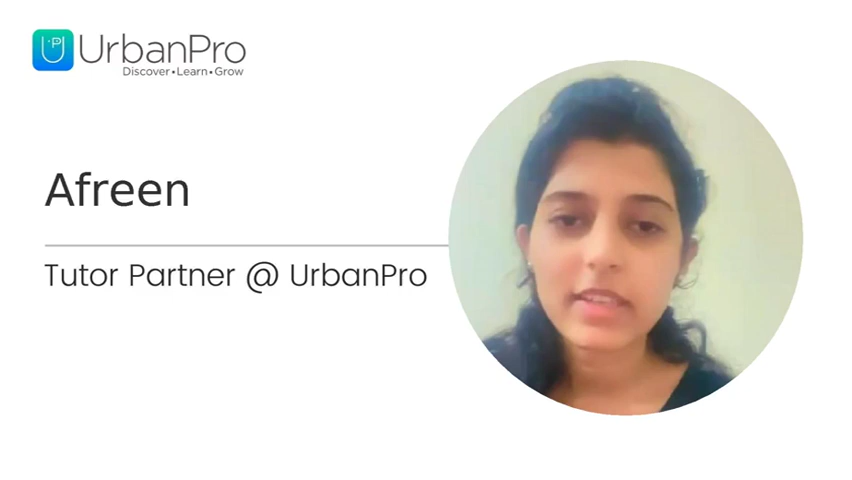 UrbanPro
Discover•Learn•Grow
Afreen
Tutor Partner @ UrbanPro